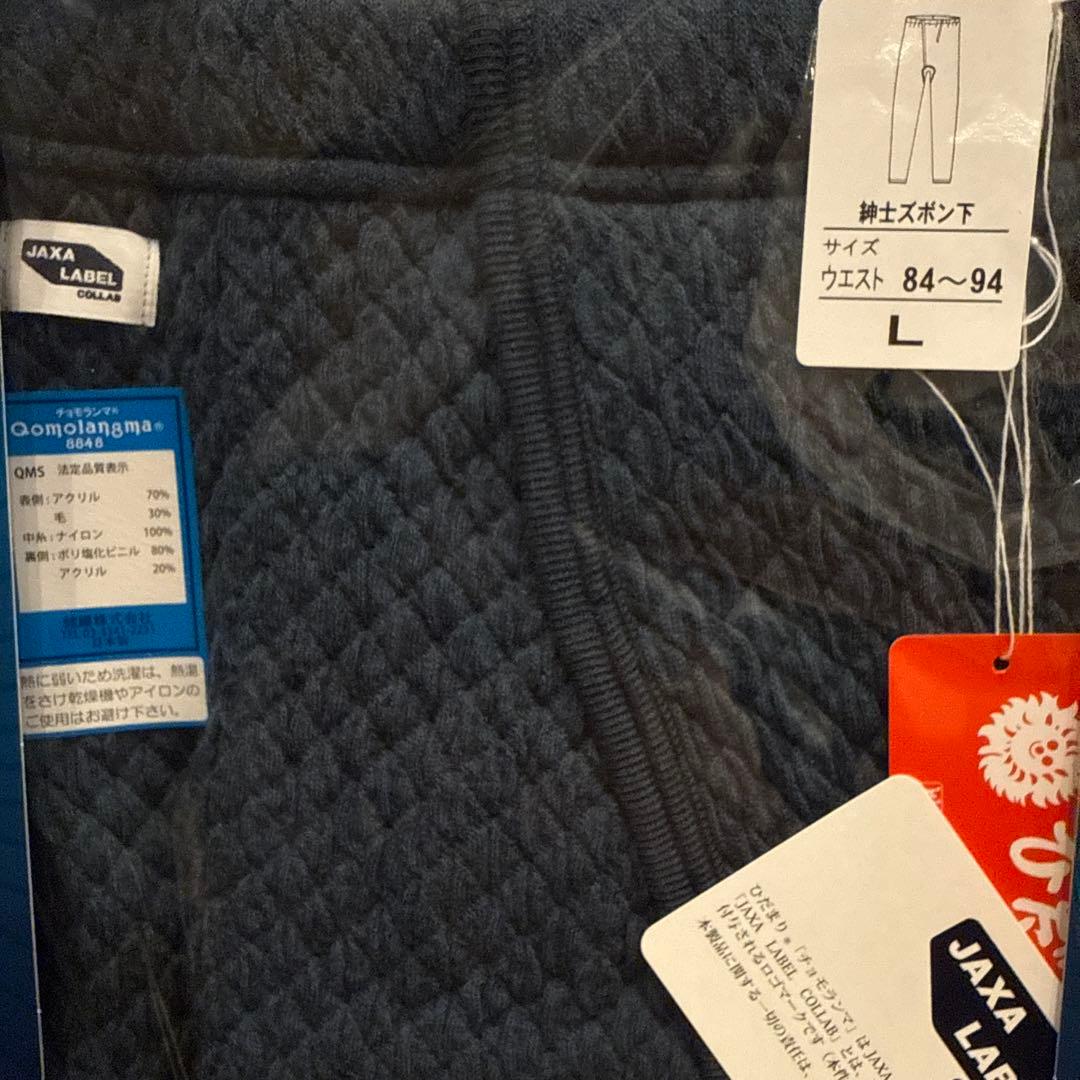 紳士ズボン下
サイズ
ウエスト 84～94
L
JAXA
LABEL
COLLAB
チョモランマ®
Qomolangma®
8848
QMS 法定品質表示
表側:アクリル 70%
毛 30%
中糸:ナイロン 100%
裏側:ポリ塩化ビニル 80%
アクリル 20%
日本製
熱に弱いため洗濯は、熱湯
をさけ乾燥機やアイロンの
ご使用はお避け下さい。
ひだまり®「チョモランマ」はJAXA
「JAXA LABEL COLLAB」とは、
付与されるロゴマークです(本件
本製品に関する一切の責任は、
JAXA